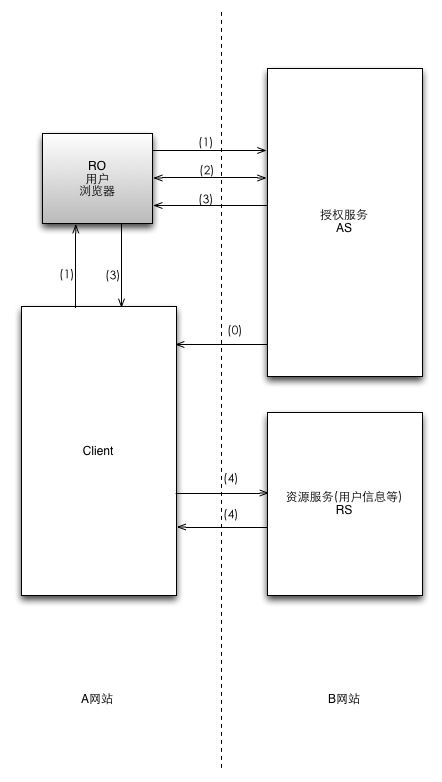 (1)
RO
用户
浏览器
(2)
(3)
授权服务
AS
(1)
(3)
(0)
Client
(4)
资源服务(用户信息等)
RS
(4)
A网站
B网站